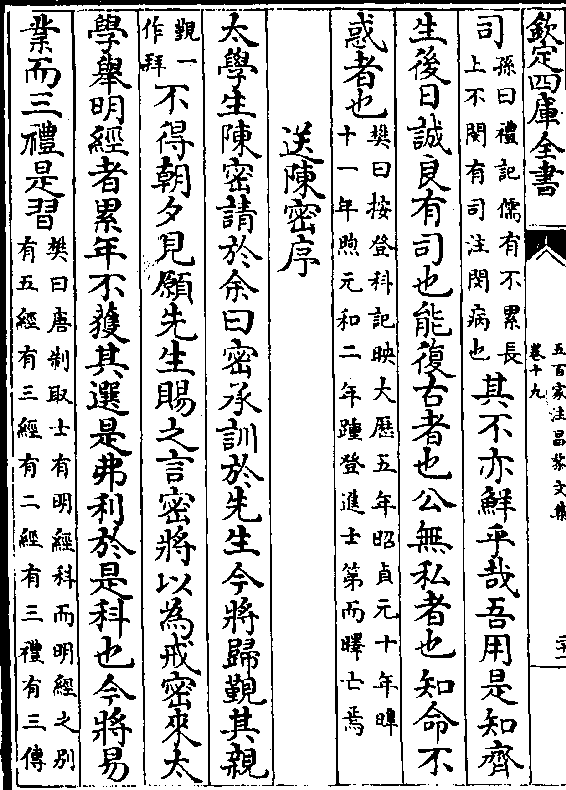 欽定四庫全書
五百家注昌黎文集
卷十九
二十一
司
孫曰禮記儒有不累長
上不閔有司注閔病也
其不亦鮮乎哉吾用是知齊
生後日誠良有司也能復古者也公無私者也知命不
惑者也
樊曰按登科記映大厯五年昭貞元十年暐
十一年煦元和二年踵登進士第而曎亡焉
送陳密序
太學生陳密請於余曰密承訓於先生今將歸覲其親
覲一
作拜
不得朝夕見願先生賜之言密將以為戒密來太
學舉明經者累年不獲其選是弗利於是科也今將易
業而三禮是習
樊曰唐制取士有明經科而明經之别
有五經有三經有二經有三禮有三傳